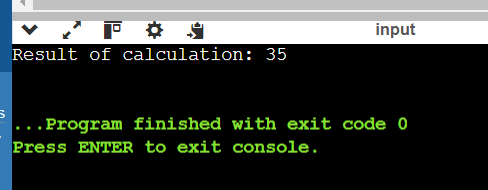 input
Result of calculation: 35
...Program finished with exit code 0
Press ENTER to exit console.